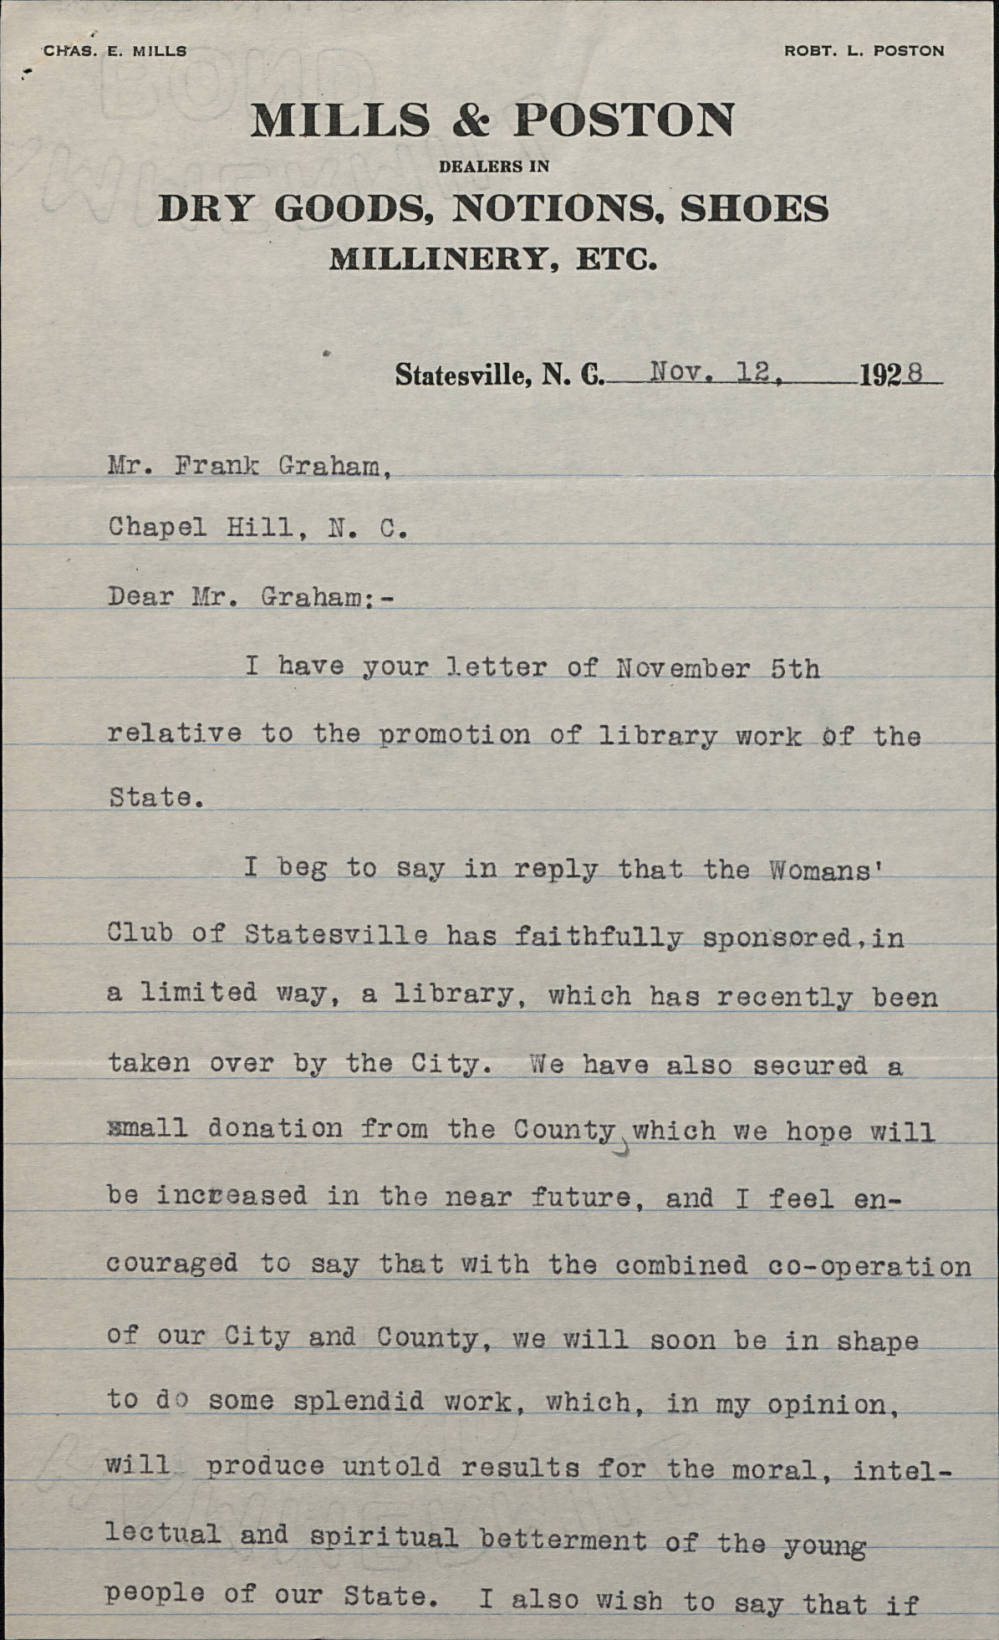 CHAS. E. MILLS
ROBT. L. POSTON
MILLS & POSTON
DEALERS IN
DRY GOODS, NOTIONS, SHOES
MILLINERY, ETC.
Statesville, N. C. Nov. 12, 1928
Mr. Frank Graham,
Chapel Hill, N. C.
Dear Mr. Graham:-
I have your letter of November 5th
relative to the promotion of library work of the
State.
I beg to say in reply that the Womans'
Club of Statesville has faithfully sponsored,in
a limited way, a library, which has recently been
taken over by the City. We have also secured a
small donation from the County,which we hope will
be increased in the near future, and I feel en-
couraged to say that with the combined co-operation
of our City and County, we will soon be in shape
to do some splendid work, which, in my opinion,
will produce untold results for the moral, intel-
lectual and spiritual betterment of the young
people of our State. I also wish to say that if